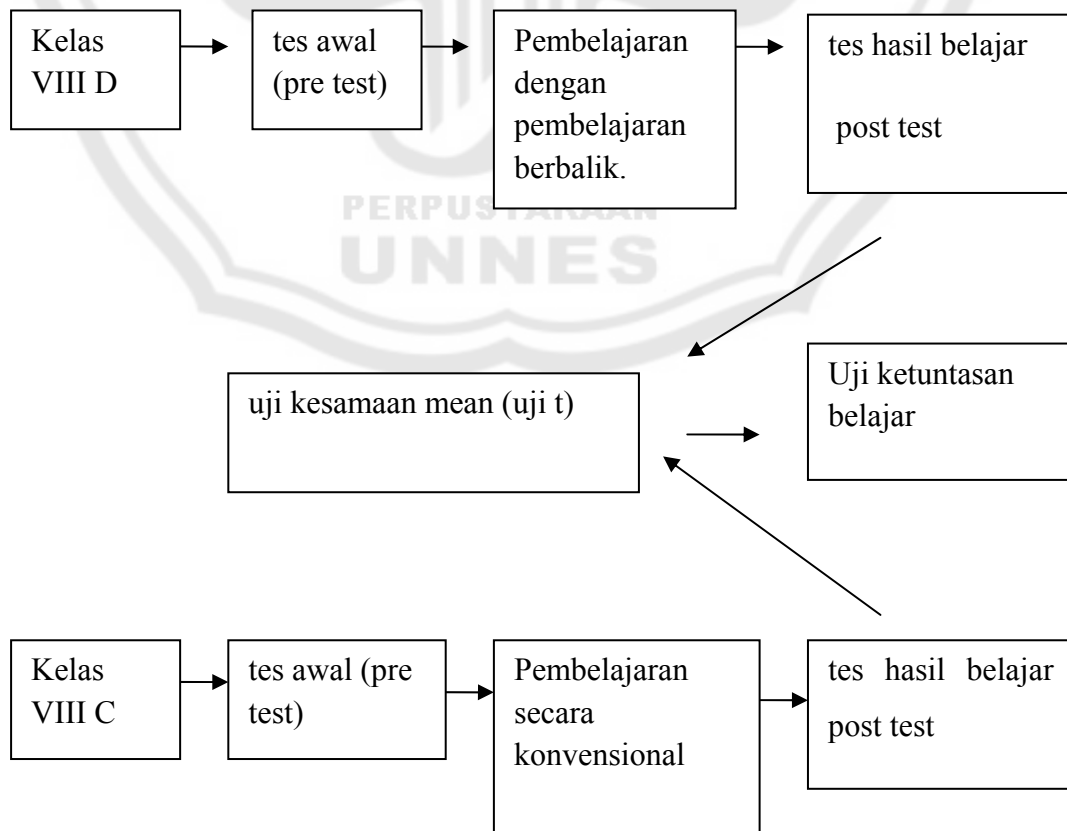 Kelas
VIII D
tes awal
(pre test)
Pembelajaran
dengan
pembelajaran
berbalik.
tes hasil belajar
post test
PERPUSTAKAAN
UNNES
uji kesamaan mean (uji t)
Uji ketuntasan
belajar
Kelas
VIII C
tes awal (pre
test)
Pembelajaran
secara
konvensional
tes hasil belajar
post test